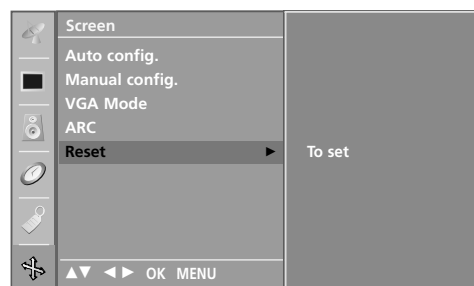 Screen
Auto config.
Manual config.
VGA Mode
ARC
Reset ► To set
▲▼ ◄► OK MENU